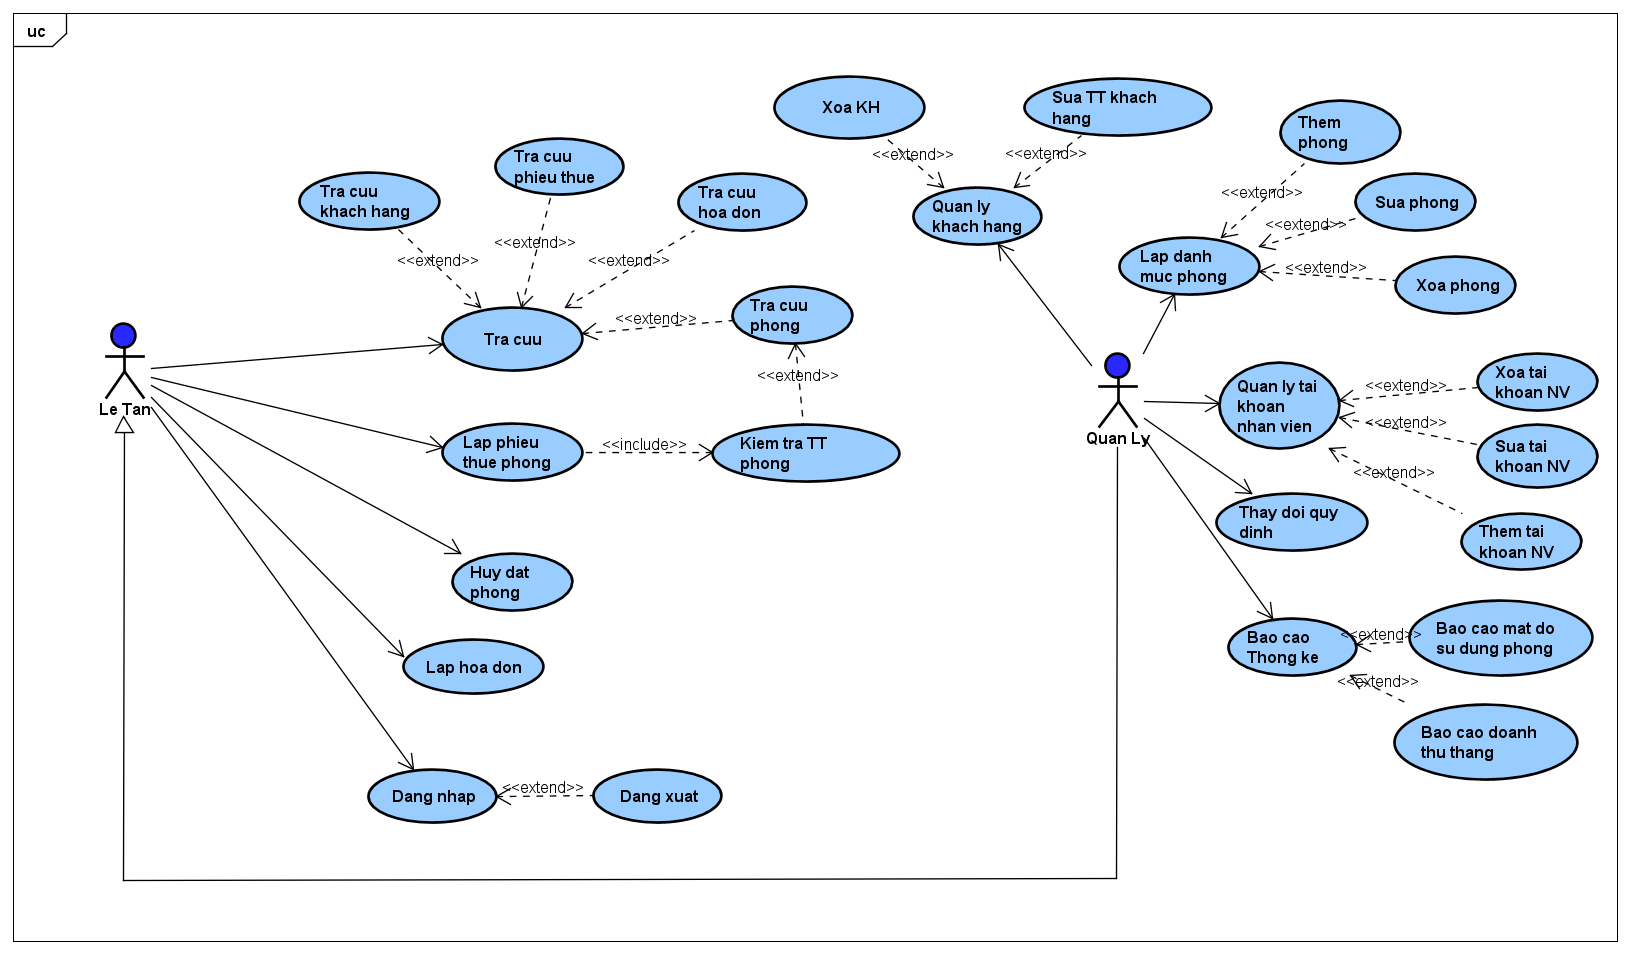 uc
Xoa KH
Sua TT khach
hang
Them
phong
<<extend>>
<<extend>>
Tra cuu
phieu thue
Tra cuu
khach hang
Tra cuu
hoa don
Quan ly
khach hang
<<extend>>
Sua phong
<<extend>>
<<extend>>
<<extend>>
<<extend>>
Lap danh
muc phong
<<extend>>
Xoa phong
Tra cuu
phong
<<extend>>
Tra cuu
Le Tan
<<extend>>
Quan Ly
Quan ly tai
khoan
nhan vien
<<extend>>
Xoa tai
khoan NV
<<extend>>
Sua tai
khoan NV
<<extend>>
Lap phieu
thue phong
<<include>>
Kiem tra TT
phong
Thay doi quy
dinh
Them tai
khoan NV
Huy dat
phong
Lap hoa don
Bao cao
Thong ke
<<extend>>
Bao cao mat do
su dung phong
<<extend>>
Bao cao doanh
thu thang
Dang nhap
<<extend>>
Dang xuat